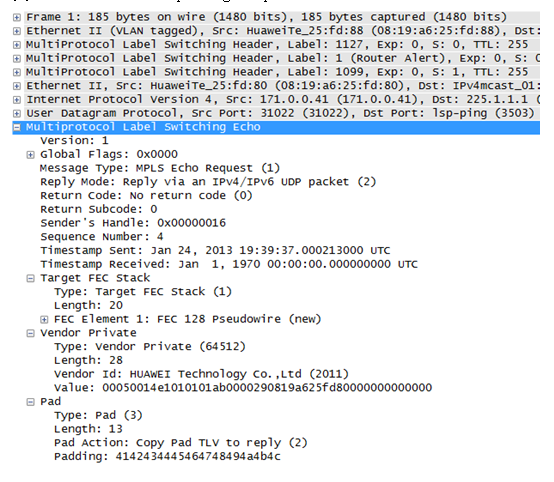 Frame 1: 185 bytes on wire (1480 bits), 185 bytes captured (1480 bits)
Ethernet II (VLAN tagged), Src: HuaweiTe_25:fd:88 (08:19:a6:25:fd:88), Dst:
MultiProtocol Label Switching Header, Label: 1127, Exp: 0, S: 0, TTL: 255
MultiProtocol Label Switching Header, Label: 1 (Router Alert), Exp: 0, S: 0
MultiProtocol Label Switching Header, Label: 1099, Exp: 0, S: 1, TTL: 255
Ethernet II, Src: HuaweiTe_25:fd:80 (08:19:a6:25:fd:80), Dst: IPv4mcast_01:
Internet Protocol Version 4, Src: 171.0.0.41 (171.0.0.41), Dst: 225.1.1.1 (
User Datagram Protocol, Src Port: 31022 (31022), Dst Port: lsp-ping (3503)
Multiprotocol Label Switching Echo
Version: 1
Global Flags: 0x0000
Message Type: MPLS Echo Request (1)
Reply Mode: Reply via an IPv4/IPv6 UDP packet (2)
Return Code: No return code (0)
Return Subcode: 0
Sender's Handle: 0x00000016
Sequence Number: 4
Timestamp Sent: Jan 24, 2013 19:39:37.000213000 UTC
Timestamp Received: Jan 1, 1970 00:00:00.000000000 UTC
Target FEC Stack
Type: Target FEC Stack (1)
Length: 20
FEC Element 1: FEC 128 Pseudowire (new)
Vendor Private
Type: Vendor Private (64512)
Length: 28
Vendor Id: HUAWEI Technology Co.,Ltd (2011)
Value: 00050014e1010101ab0000290819a625fd80000000000000
Pad
Type: Pad (3)
Length: 13
Pad Action: Copy Pad TLV to reply (2)
Padding: 4142434445464748494a4b4c